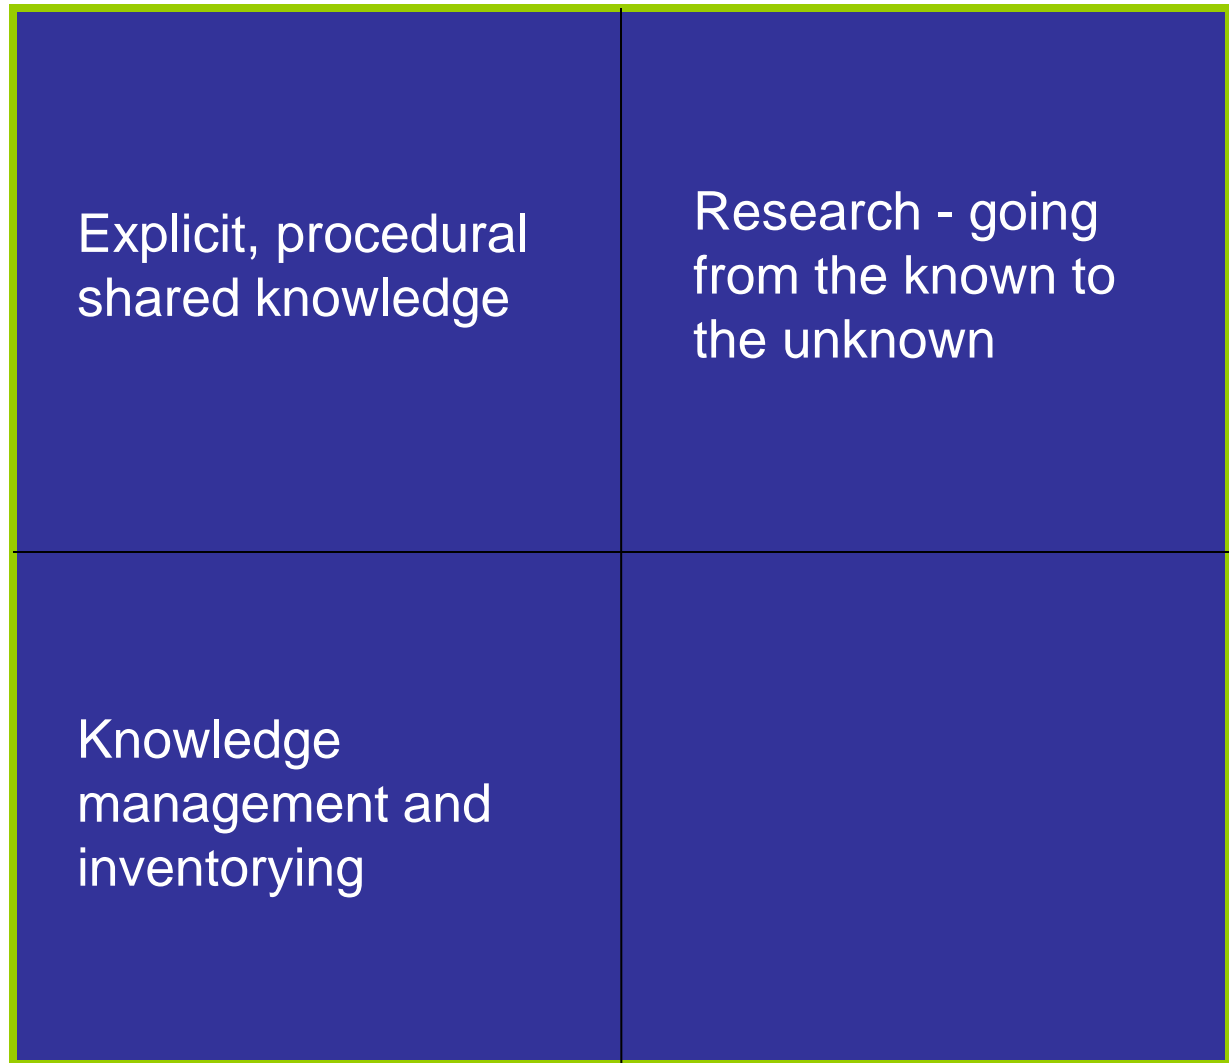 Explicit, procedural
shared knowledge
Research - going
from the known to
the unknown
Knowledge
management and
inventorying